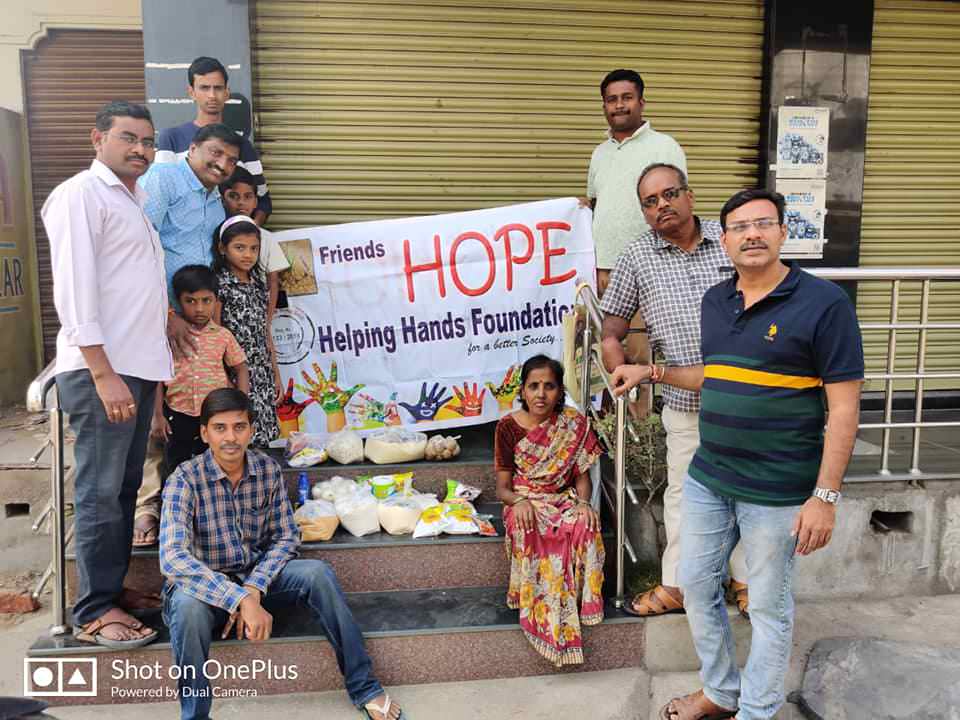 Friends HOPE
Helping Hands Foundation
for a better Society...
Shot on OnePlus
Powered by Dual Camera